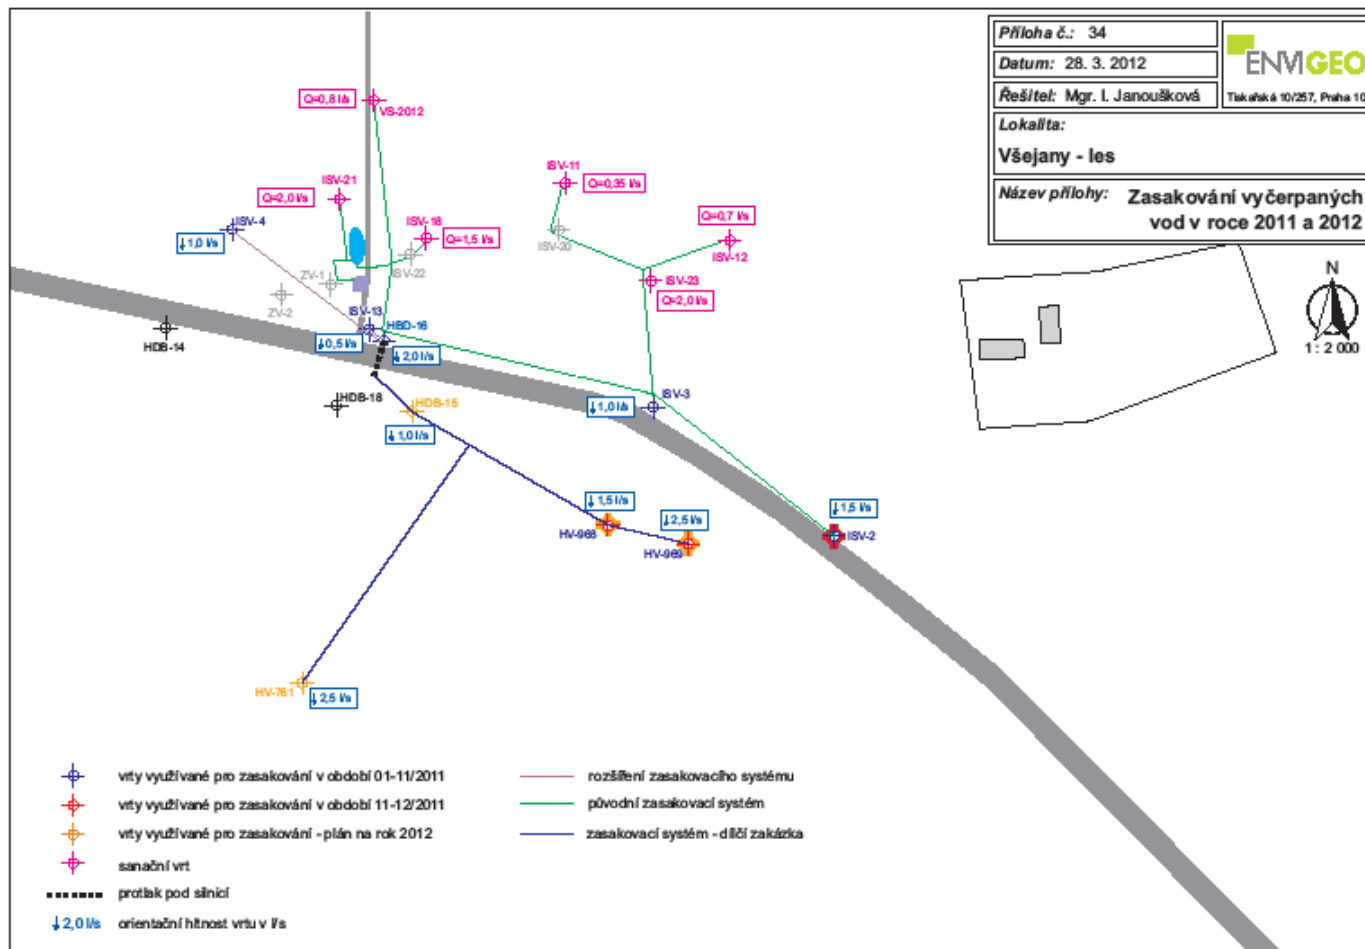 Příloha č.: 34
Datum: 28. 3. 2012
Řešitel: Mgr. I. Janoušková
ENVIGEO
Tiskařská 10/257, Praha 10
Lokalita:
Všejany - les
Název přílohy: Zasakování vyčerpaných
vod v roce 2011 a 2012
N
1: 2 000
Q=0,8 l/s
VS-2012
ISV-21
Q=2,0 l/s
ISV-4
1,0 l/s
ISV-18
Q=1,5 l/s
ISV-22
ZV-1
ZV-2
ISV-11
Q=0,35 l/s
ISV-20
Q=0,7 l/s
ISV-12
ISV-23
Q=2,0 l/s
ISV-13
HBD-16
0,5 l/s
2,0 l/s
HDB-14
HDB-18
HDB-15
1,0 l/s
ISV-3
1,0 l/s
1,5 l/s
HV-968
2,5 l/s
HV-969
1,5 l/s
ISV-2
HV-761
2,5 l/s
vrty využívané pro zasakování v období 01-11/2011
vrty využívané pro zasakování v období 11-12/2011
vrty využívané pro zasakování - plán na rok 2012
sanační vrt
protlak pod silnicí
2,0 l/s orientační hltnost vrtu v l/s
rozšíření zasakovacího systému
původní zasakovací systém
zasakovací systém - dílčí zakázka